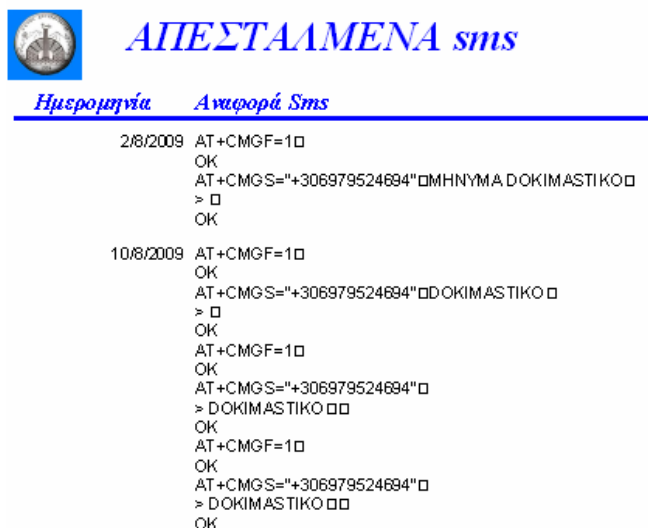 ΑΠΕΣΤΑΛΜΕΝΑ sms
Ημερομηνία Αναφορά Sms
2/8/2009 AT+CMGF=1□
OK
AT+CMGS="+306979524694"□MHNYMA DOKIMASTIKO□
> □
OK
10/8/2009 AT+CMGF=1□
OK
AT+CMGS="+306979524694"□DOKIMASTIKO□
> □
OK
AT+CMGF=1□
OK
AT+CMGS="+306979524694"□
> DOKIMASTIKO□□
OK
AT+CMGF=1□
OK
AT+CMGS="+306979524694"□
> DOKIMASTIKO□□
OK